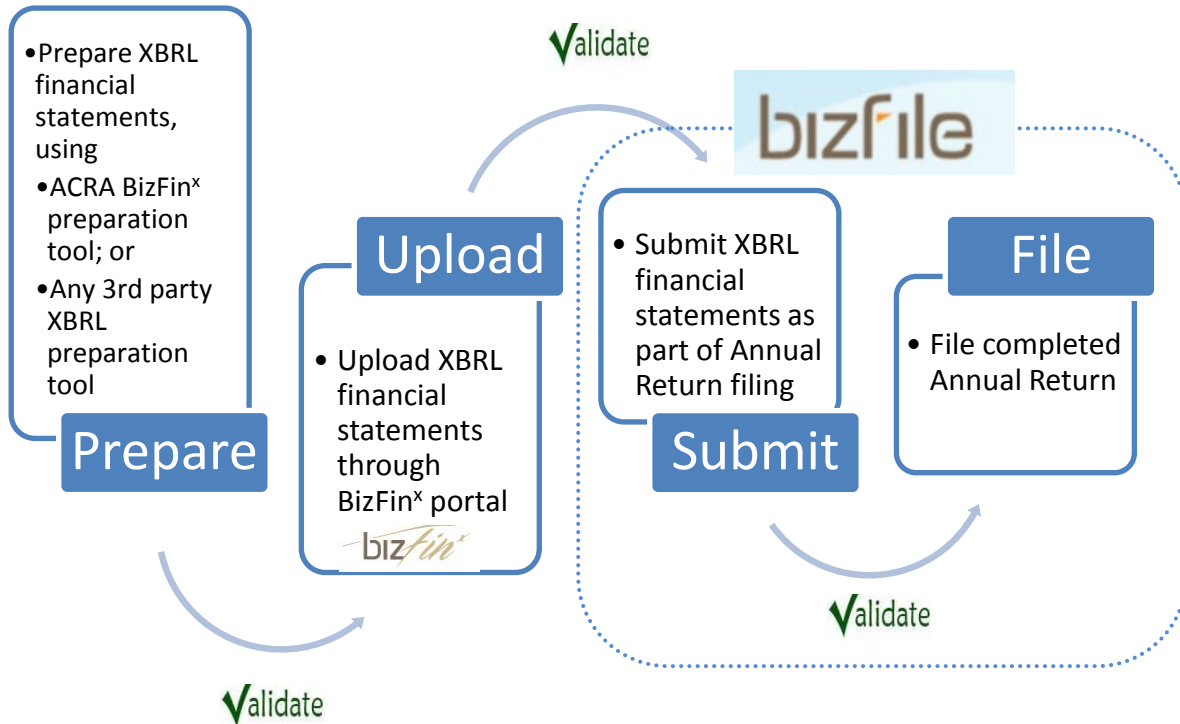 •Prepare XBRL
financial
statements,
using
•ACRA BizFinˣ
preparation
tool; or
•Any 3rd party
XBRL
preparation
tool
Prepare
Validate
Upload
• Upload XBRL
financial
statements
through
BizFinˣ portal
bizfinˣ
Validate
bizfile
• Submit XBRL
financial
statements as
part of Annual
Return filing
Submit
Validate
File
• File completed
Annual Return